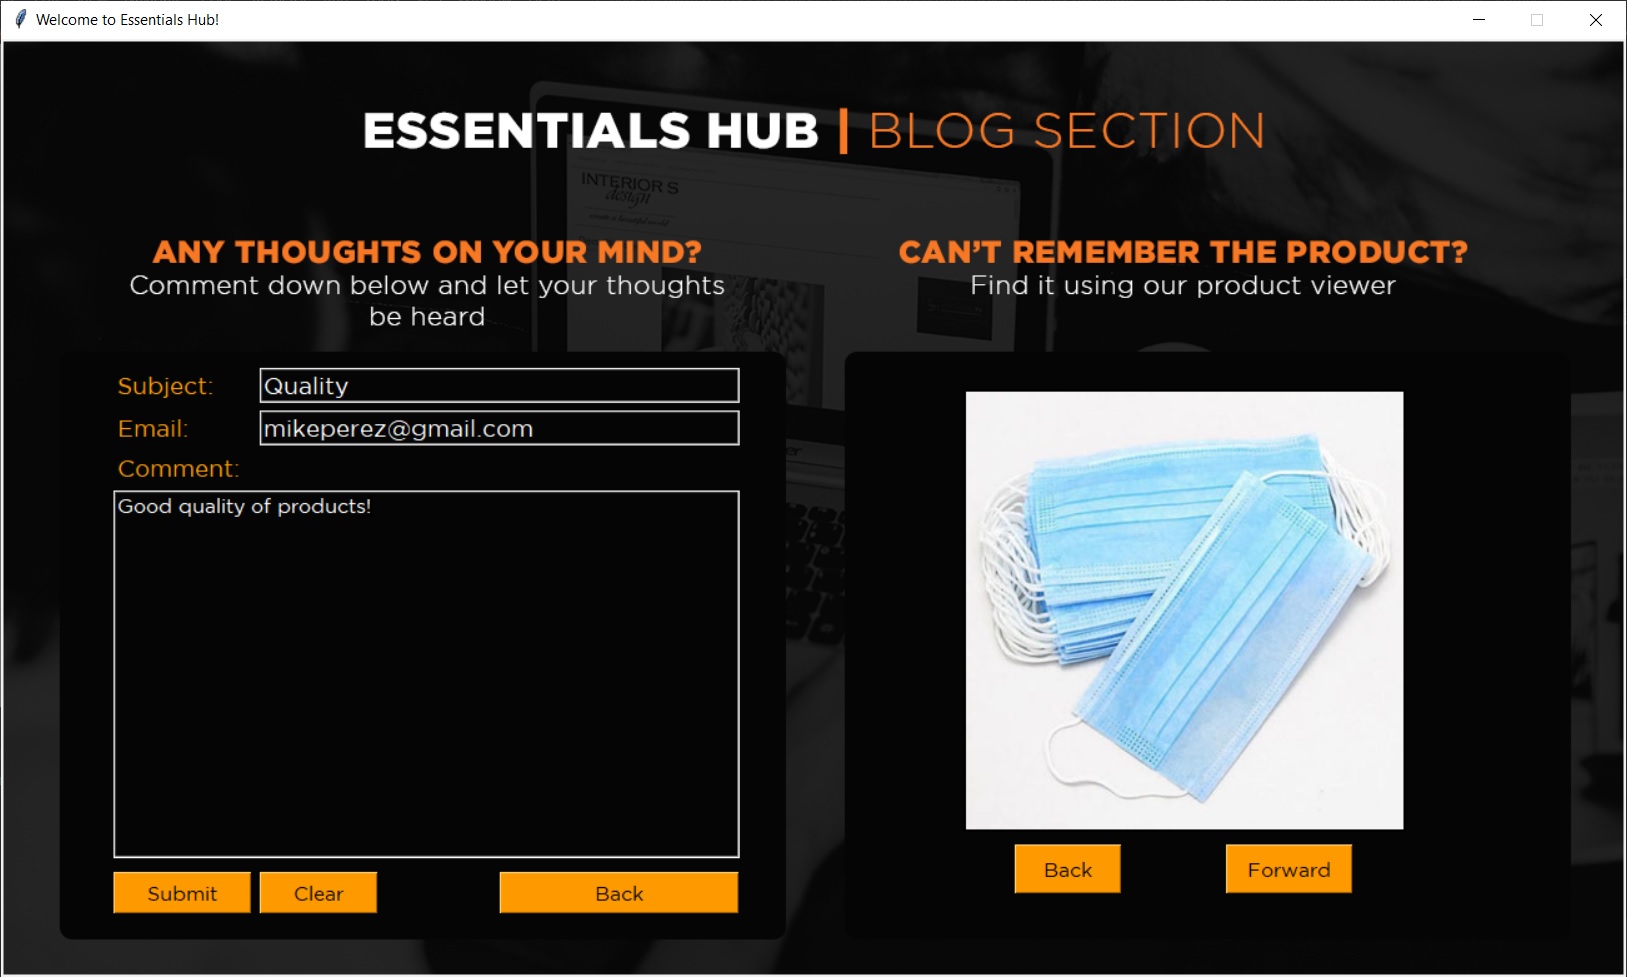 Welcome to Essentials Hub!
ESSENTIALS HUB | BLOG SECTION
INTERIORS
design
ANY THOUGHTS ON YOUR MIND?
Comment down below and let your thoughts
be heard
Subject: Quality
Email: mikeperez@gmail.com
Comment:
Good quality of products!
Submit Clear Back
CAN'T REMEMBER THE PRODUCT?
Find it using our product viewer
Back Forward